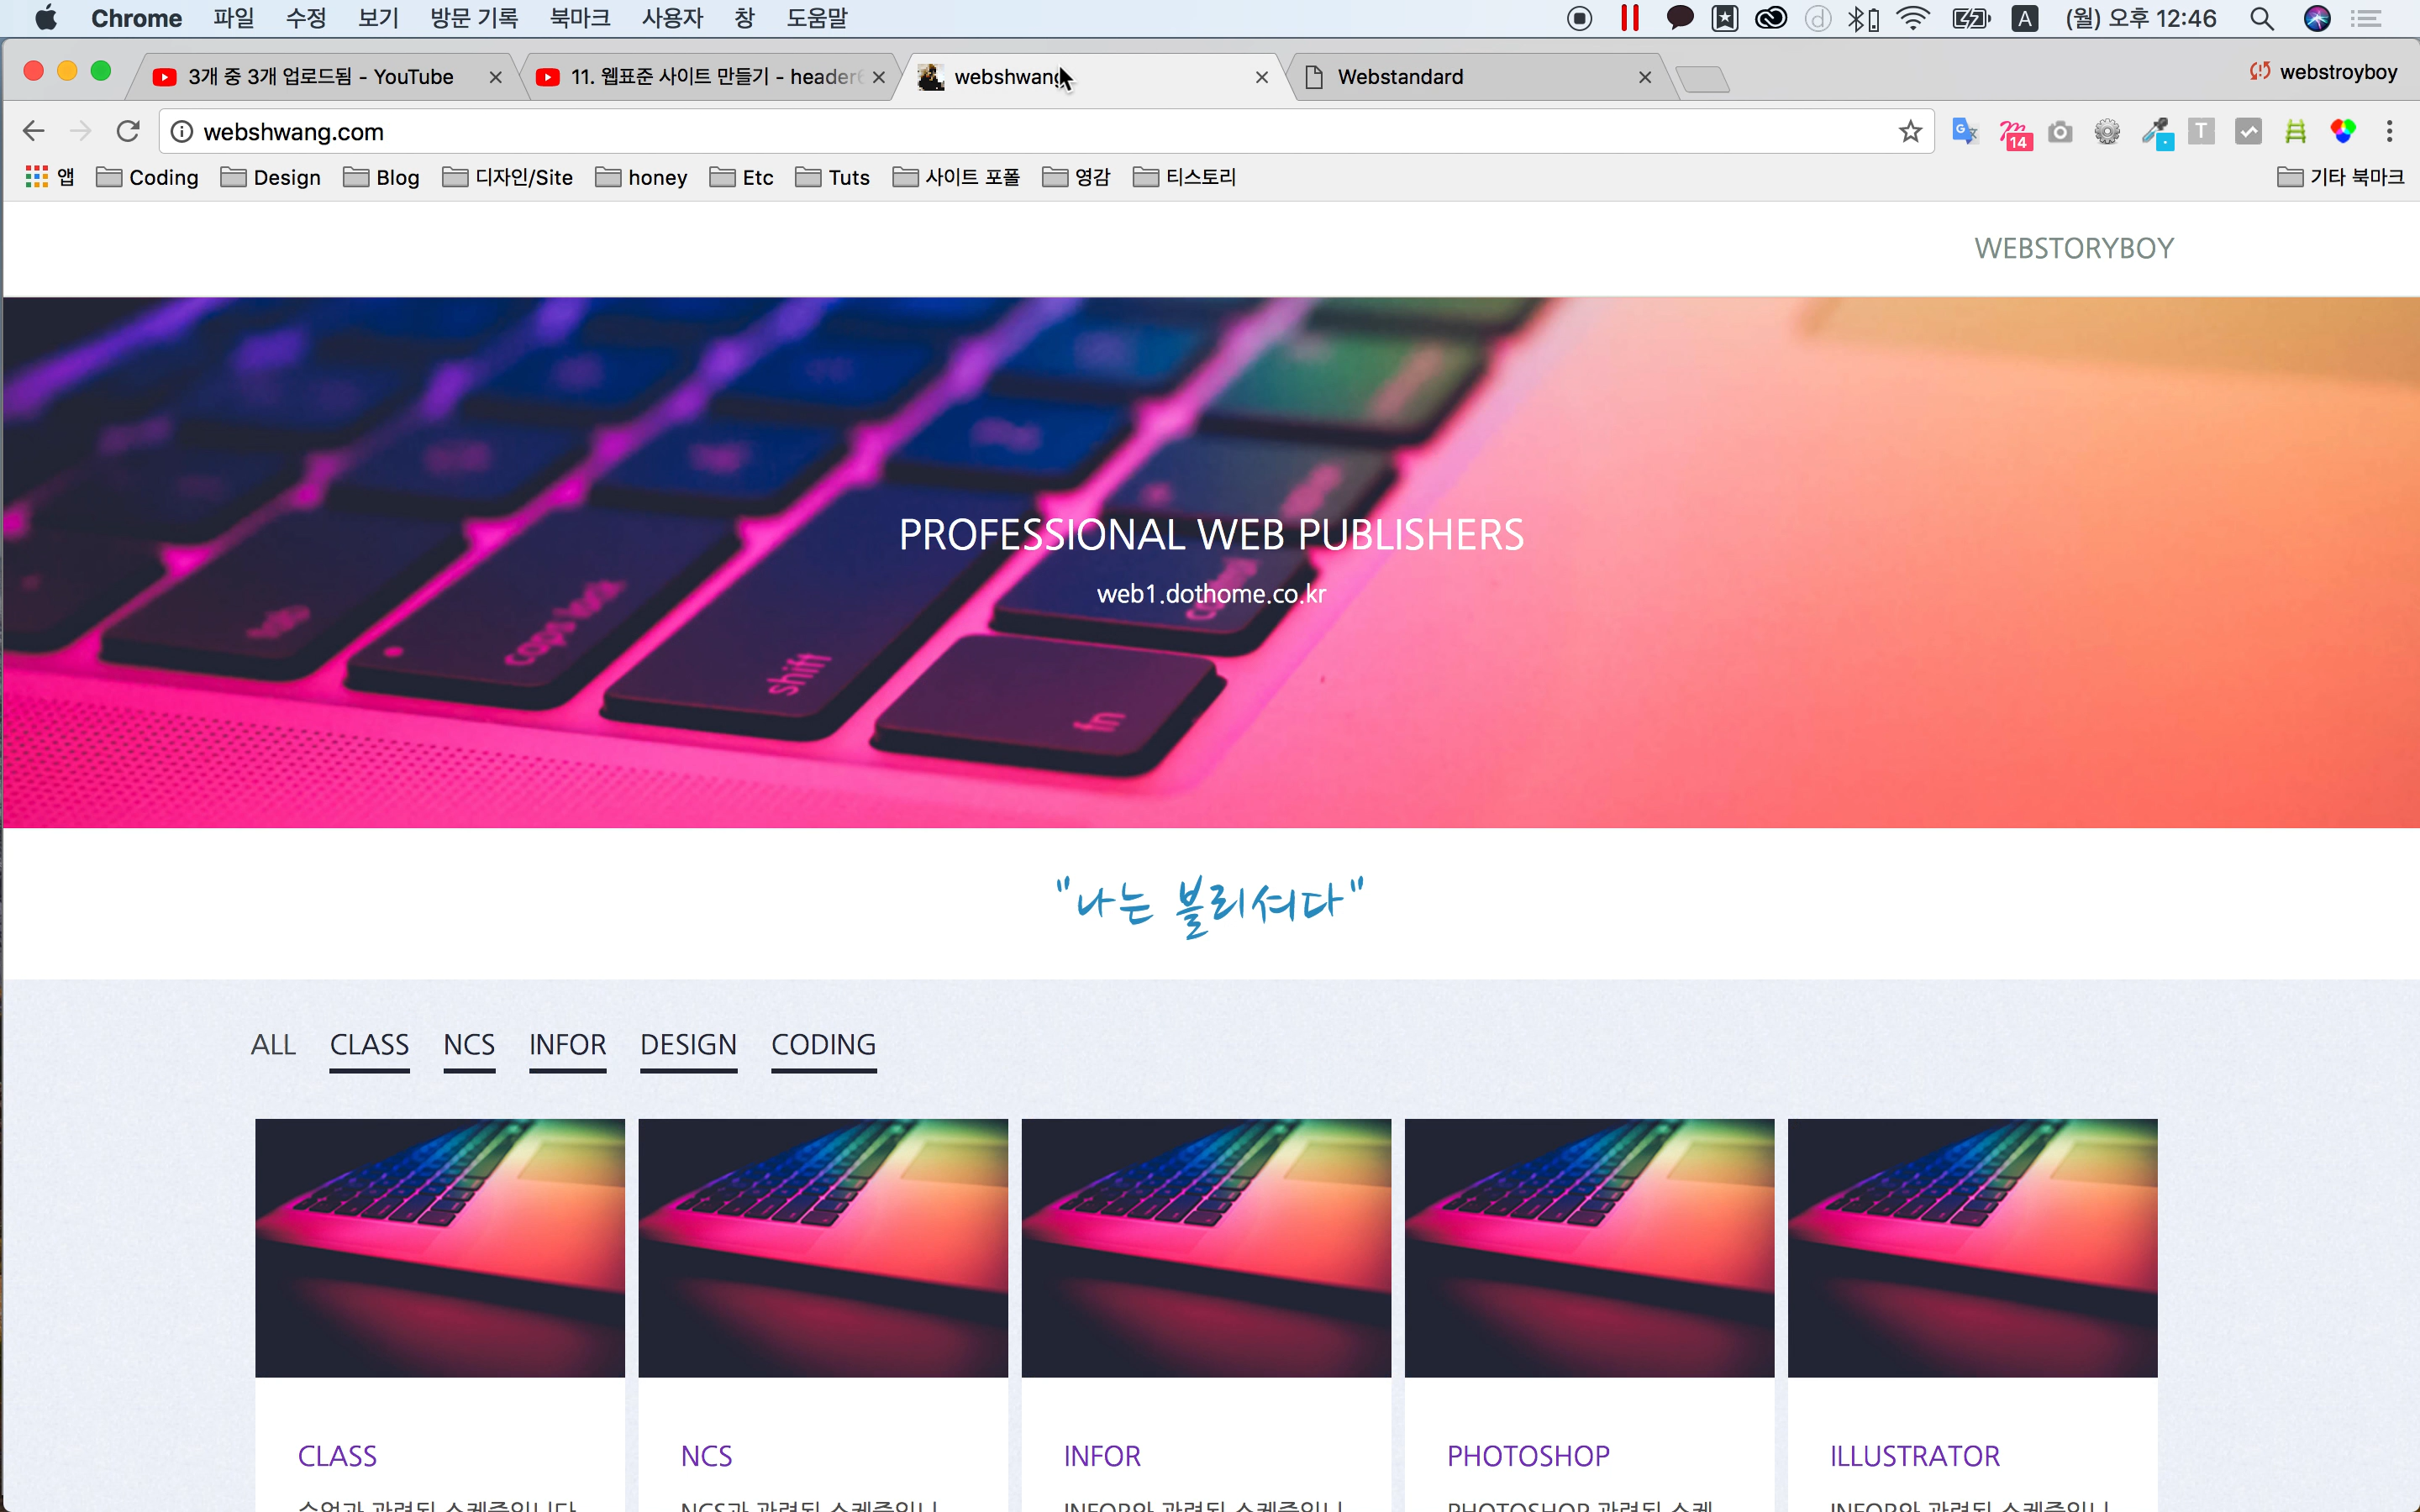 Chrome 파일 수정 보기 방문 기록 북마크 사용자 창 도움말 A (월) 오후 12:46
3개 중 3개 업로드됨 - YouTube 11. 웹표준 사이트 만들기 - header webshwang Webstandard webstroyboy
webshwang.com 14
앱 Coding Design Blog 디자인/Site honey Etc Tuts 사이트 포폴 영감 티스토리 기타 북마크
WEBSTORYBOY
PROFESSIONAL WEB PUBLISHERS
web1.dothome.co.kr
caps lock
shift
fn
"나는 블리셔다"
ALL CLASS NCS INFOR DESIGN CODING
CLASS NCS INFOR PHOTOSHOP ILLUSTRATOR